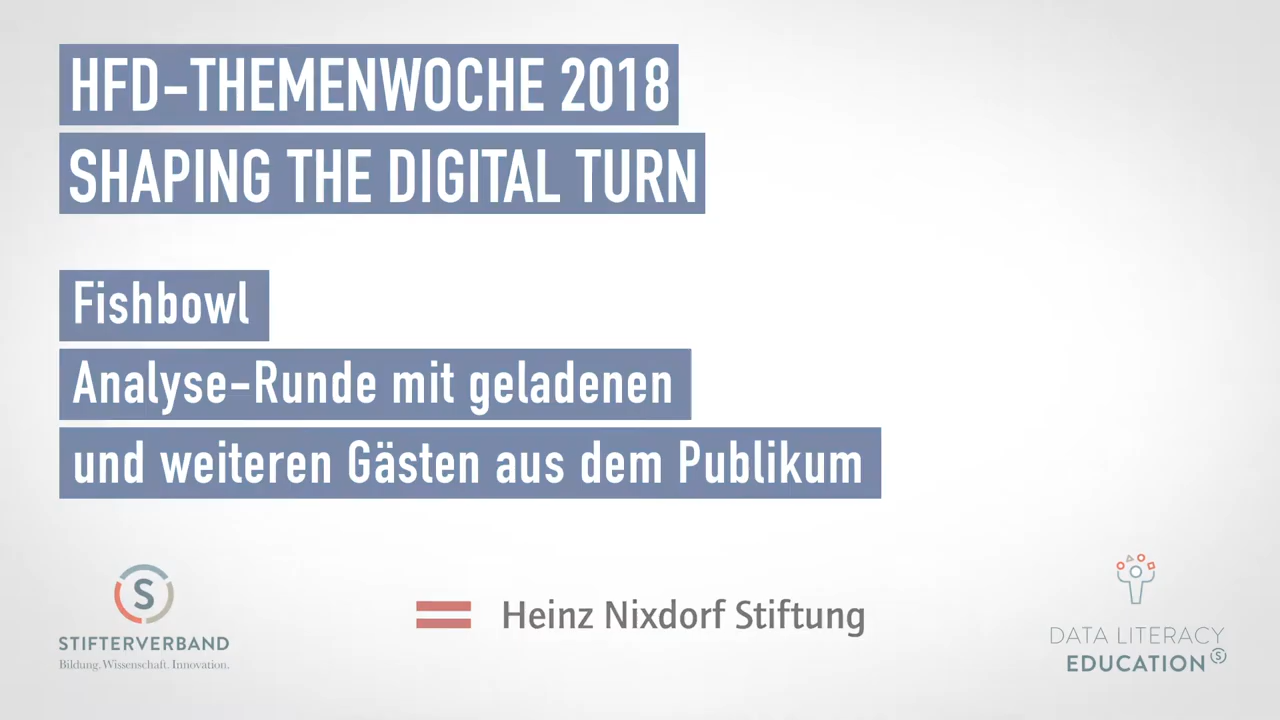 HFD-THEMENWOCHE 2018
SHAPING THE DIGITAL TURN
Fishbowl
Analyse-Runde mit geladenen
und weiteren Gästen aus dem Publikum
S
STIFTERVERBAND
Bildung. Wissenschaft. Innovation.
Heinz Nixdorf Stiftung
DATA LITERACY
EDUCATION S